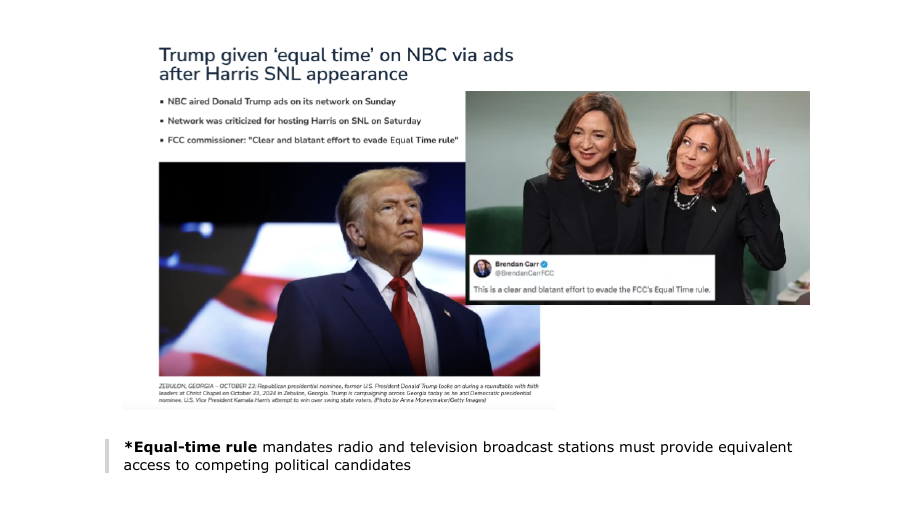 Trump given ‘equal time’ on NBC via ads
after Harris SNL appearance
▪ NBC aired Donald Trump ads on its network on Sunday
▪ Network was criticized for hosting Harris on SNL on Saturday
▪ FCC commissioner: "Clear and blatant effort to evade Equal Time rule"
Brendan Carr
@BrendanCarrFCC
This is a clear and blatant effort to evade the FCC's Equal Time rule.
ZEBULON, GEORGIA - OCTOBER 23: Republican presidential nominee, former U.S. President Donald Trump looks on during a roundtable with faith
leaders at Christ Chapel on October 23, 2024 in Zebulon, Georgia. Trump is campaigning across Georgia today as he and Democratic presidential
nominee, U.S. Vice President Kamala Harris attempt to win over swing state voters. (Photo by Anna Moneymaker/Getty Images)
*Equal-time rule mandates radio and television broadcast stations must provide equivalent
access to competing political candidates